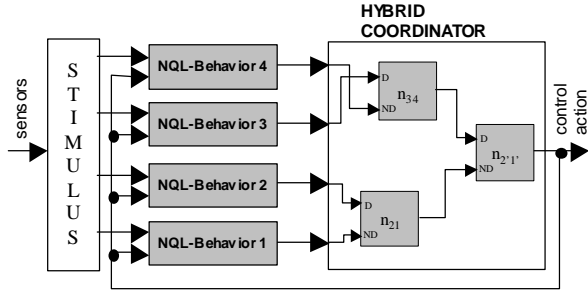 HYBRID
COORDINATOR
sensors
STIMULUS
NQL-Behavior 4
NQL-Behavior 3
NQL-Behavior 2
NQL-Behavior 1
D
ND
n34
D
ND
n21
D
ND
n2'1'
control
action